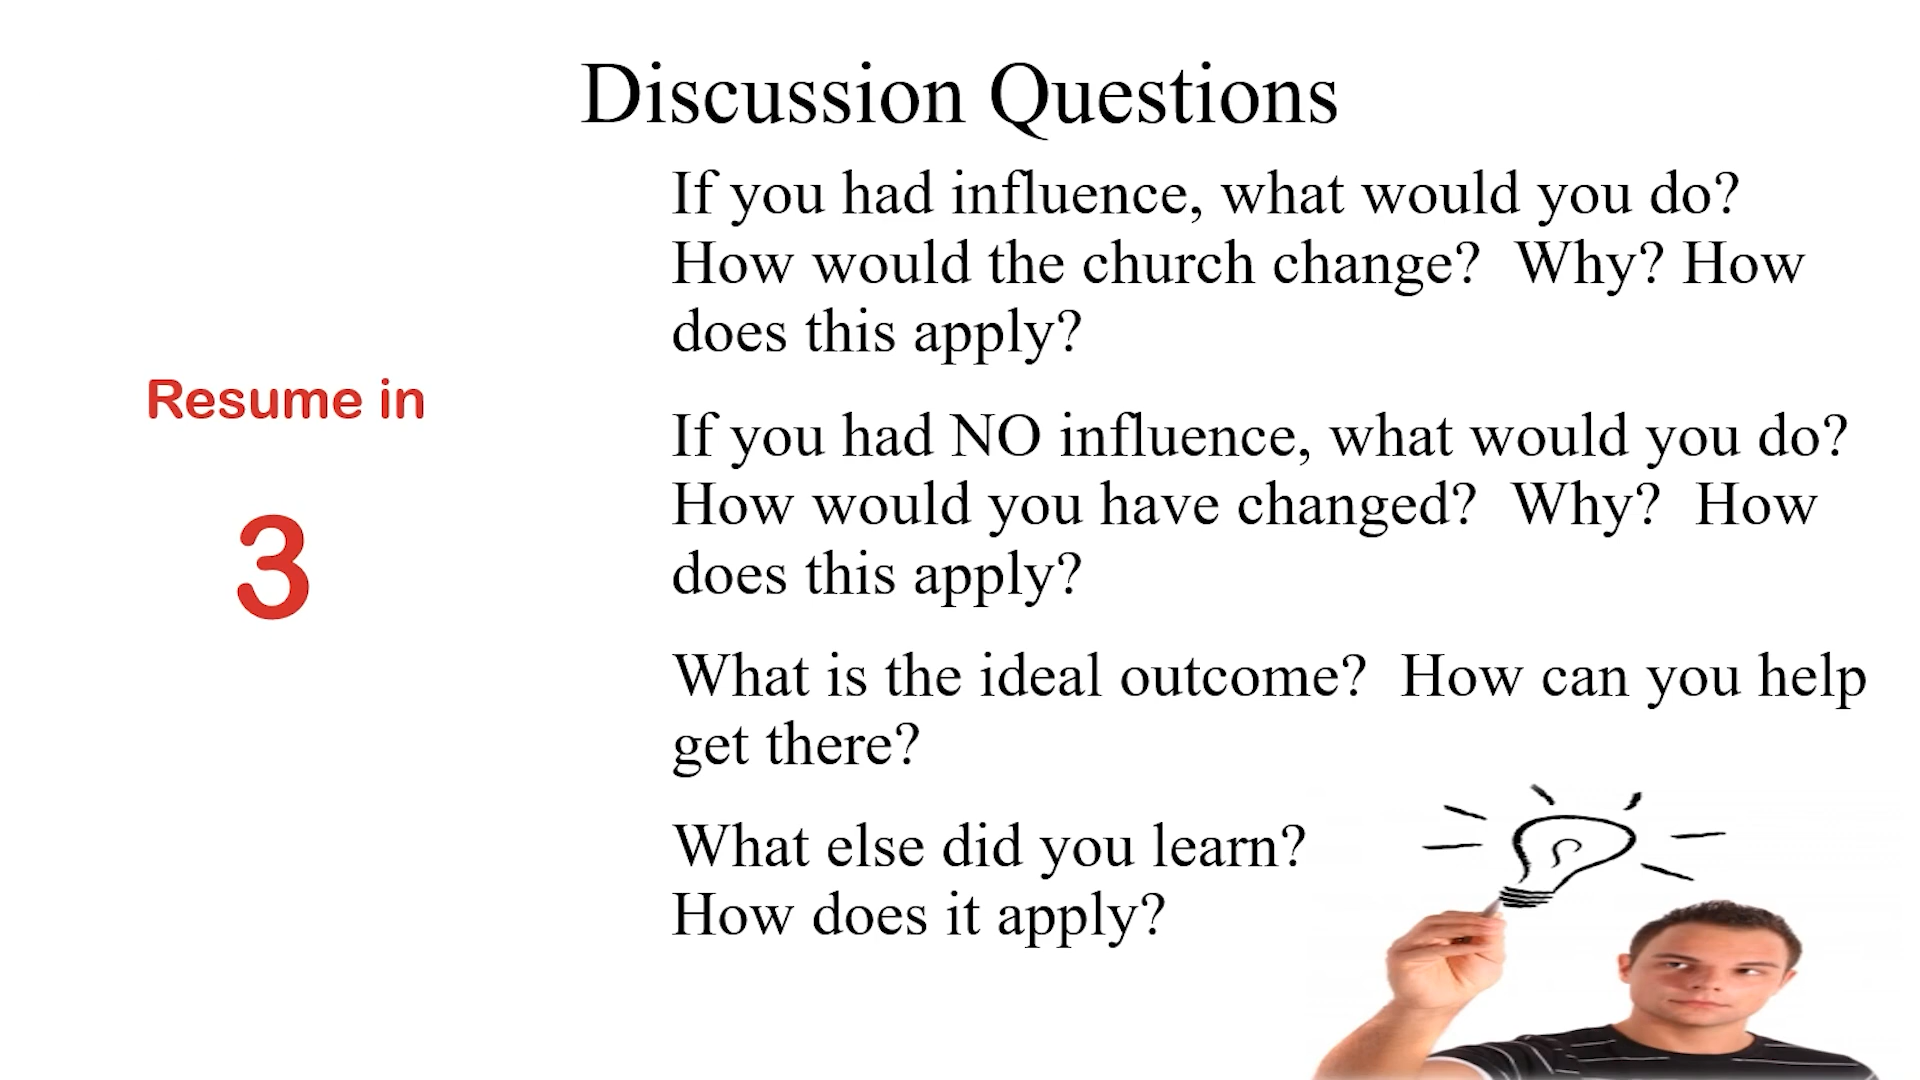 Discussion Questions
If you had influence, what would you do?
How would the church change?  Why? How
does this apply?
Resume in
3
If you had NO influence, what would you do?
How would you have changed?  Why?  How
does this apply?
What is the ideal outcome?  How can you help
get there?
What else did you learn?
How does it apply?